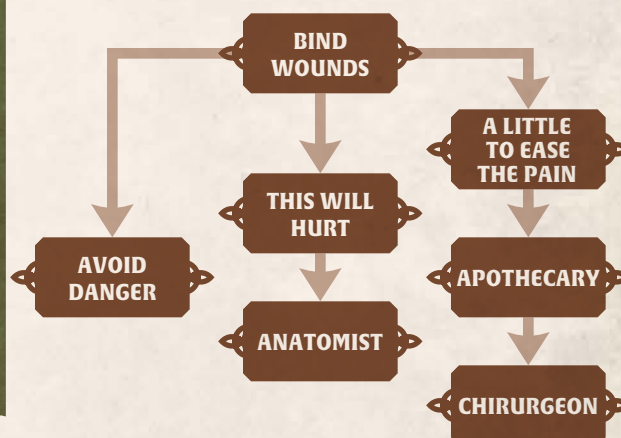 BIND
WOUNDS
A LITTLE
TO EASE
THE PAIN
THIS WILL
HURT
AVOID
DANGER
APOTHECARY
ANATOMIST
CHIRURGEON